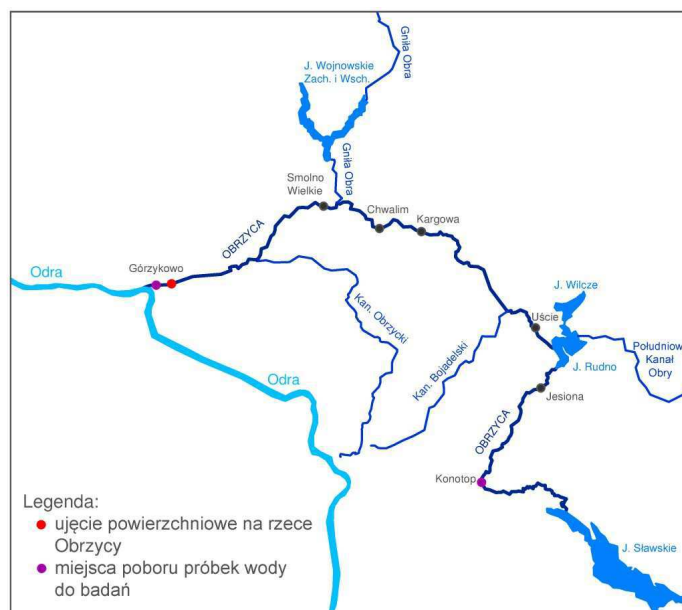 Gniła Obra
J. Wojnowskie
Zach. i Wsch.
Gniła Obra
Smolno
Wielkie
Chwalim
Kargowa
OBRZYCA
Górzykowo
Odra
J. Wilcze
Uście
Kan. Obrzycki
Kan. Bojadelski
Południowy
Kanał
Obry
J. Rudno
Odra
Jesiona
OBRZYCA
Konotop
J. Sławskie
Legenda:
ujęcie powierzchniowe na rzece
Obrzycy
miejsca poboru próbek wody
do badań